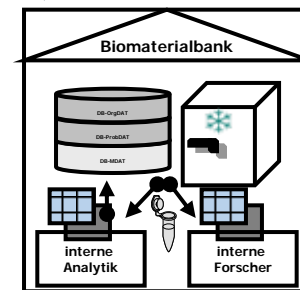 Biomaterialbank
DB-OrgDAT
DB-ProbDAT
DB-MDAT
interne
Analytik
interne
Forscher